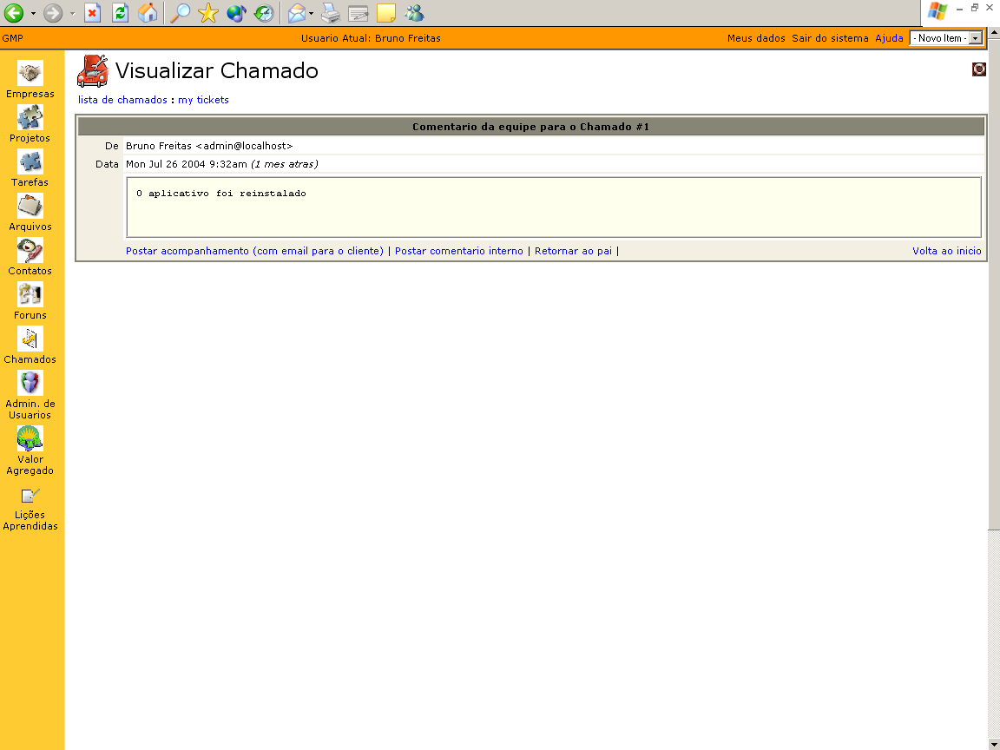 GMP
Usuario Atual: Bruno Freitas
Meus dados Sair do sistema Ajuda - Novo Item -
Empresas
Projetos
Tarefas
Arquivos
Contatos
Foruns
Chamados
Admin. de
Usuarios
Valor
Agregado
Lições
Aprendidas
Visualizar Chamado
lista de chamados : my tickets
Comentario da equipe para o Chamado #1
De Bruno Freitas <admin@localhost>
Data Mon Jul 26 2004 9:32am (1 mes atras)
O aplicativo foi reinstalado
Postar acompanhamento (com email para o cliente) | Postar comentario interno | Retornar ao pai |
Volta ao inicio